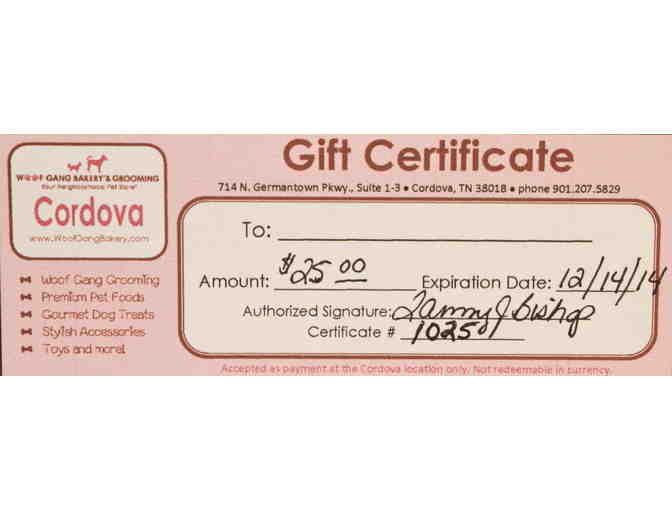 WOOF GANG BAKERY & GROOMING
Your Neighborhood Pet Store!
Cordova
www.WoofGangBakery.com
Woof Gang Grooming
Premium Pet Foods
Gourmet Dog Treats
Stylish Accessories
Toys and more!
Gift Certificate
714 N. Germantown Pkwy., Suite 1-3 • Cordova, TN 38018 • phone 901.207.5829
To:
Amount: $25.00 Expiration Date: 12/14/14
Authorized Signature: Tammy J Bishop
Certificate # 1025
Accepted as payment at the Cordova location only. Not redeemable in currency.